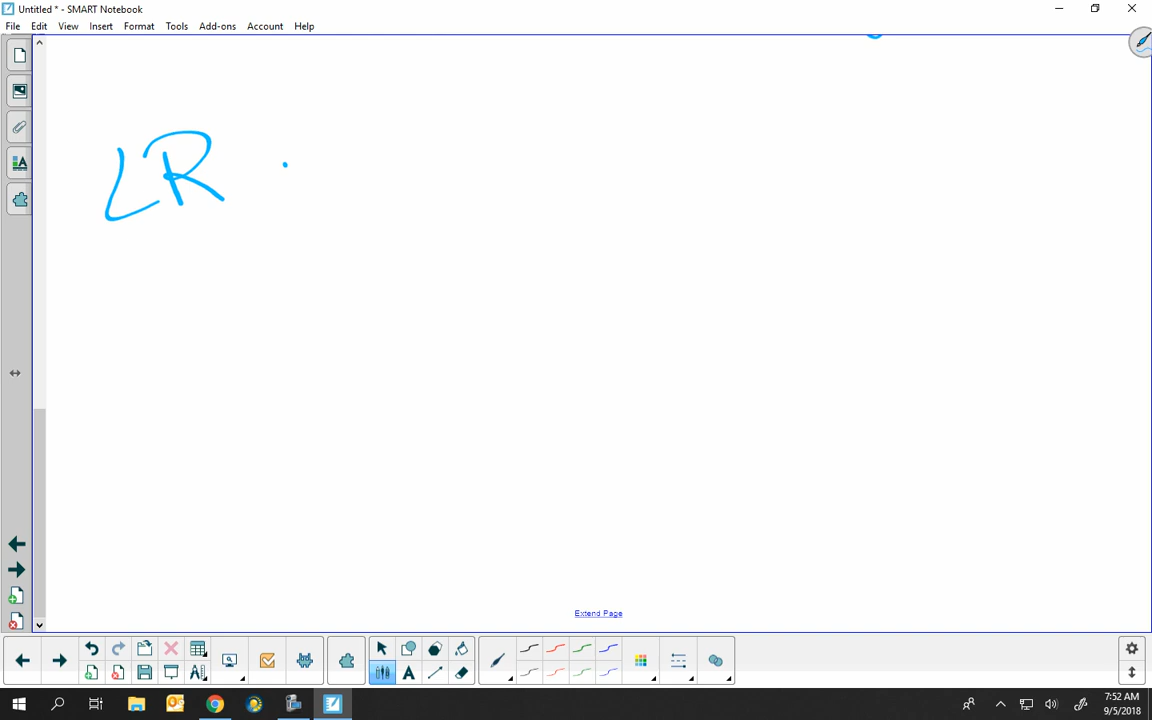 Untitled * - SMART Notebook
File Edit View Insert Format Tools Add-ons Account Help
LR
Extend Page
7:52 AM
9/5/2018